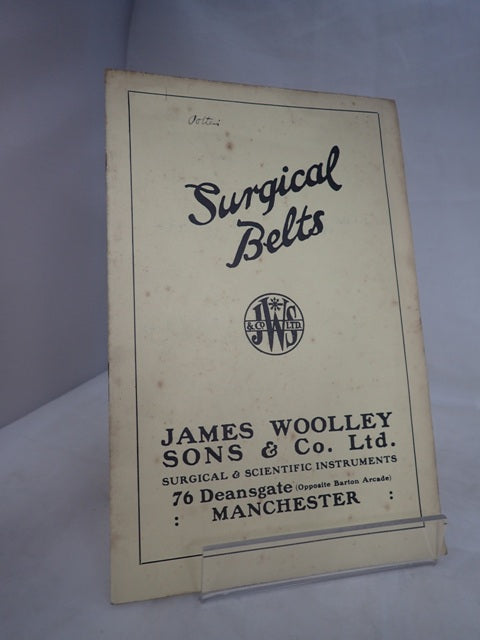 Surgical
Belts
JWS
& Co LTD.
JAMES WOOLLEY
SONS & Co. Ltd.
SURGICAL & SCIENTIFIC INSTRUMENTS
76 Deansgate (Opposite Barton Arcade)
: MANCHESTER :